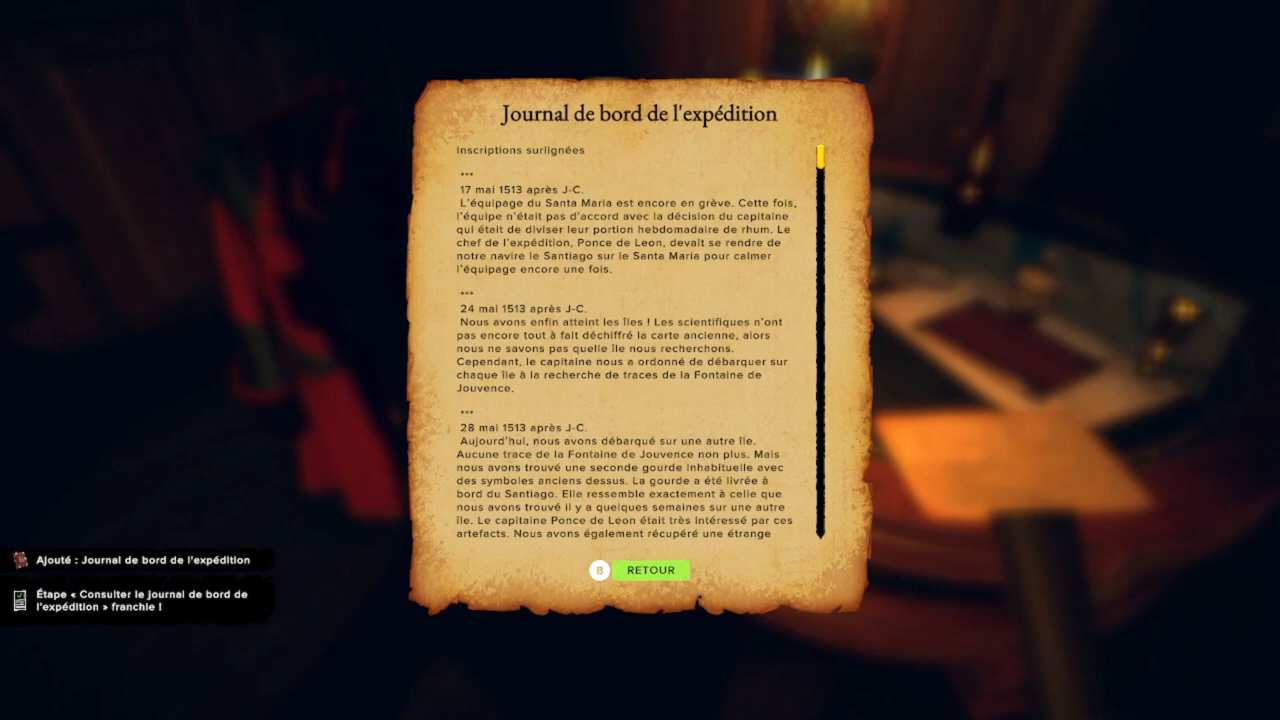 Journal de bord de l'expédition
Inscriptions surlignées
***
17 mai 1513 après J-C.
L'équipage du Santa Maria est encore en grève. Cette fois,
l'équipe n'était pas d'accord avec la décision du capitaine
qui était de diviser leur portion hebdomadaire de rhum. Le
chef de l'expédition, Ponce de Leon, devait se rendre de
notre navire le Santiago sur le Santa Maria pour calmer
l'équipage encore une fois.
***
24 mai 1513 après J-C.
Nous avons enfin atteint les îles ! Les scientifiques n'ont
pas encore tout à fait déchiffré la carte ancienne, alors
nous ne savons pas quelle île nous recherchons.
Cependant, le capitaine nous a ordonné de débarquer sur
chaque île à la recherche de traces de la Fontaine de
Jouvence.
***
28 mai 1513 après J-C.
Aujourd'hui, nous avons débarqué sur une autre île.
Aucune trace de la Fontaine de Jouvence non plus. Mais
nous avons trouvé une seconde gourde inhabituelle avec
des symboles anciens dessus. La gourde a été livrée à
bord du Santiago. Elle ressemble exactement à celle que
nous avons trouvé il y a quelques semaines sur une autre
île. Le capitaine Ponce de Leon était très intéressé par ces
artefacts. Nous avons également récupéré une étrange
B RETOUR
Ajouté : Journal de bord de l'expédition
Étape « Consulter le journal de bord de
l'expédition » franchie !